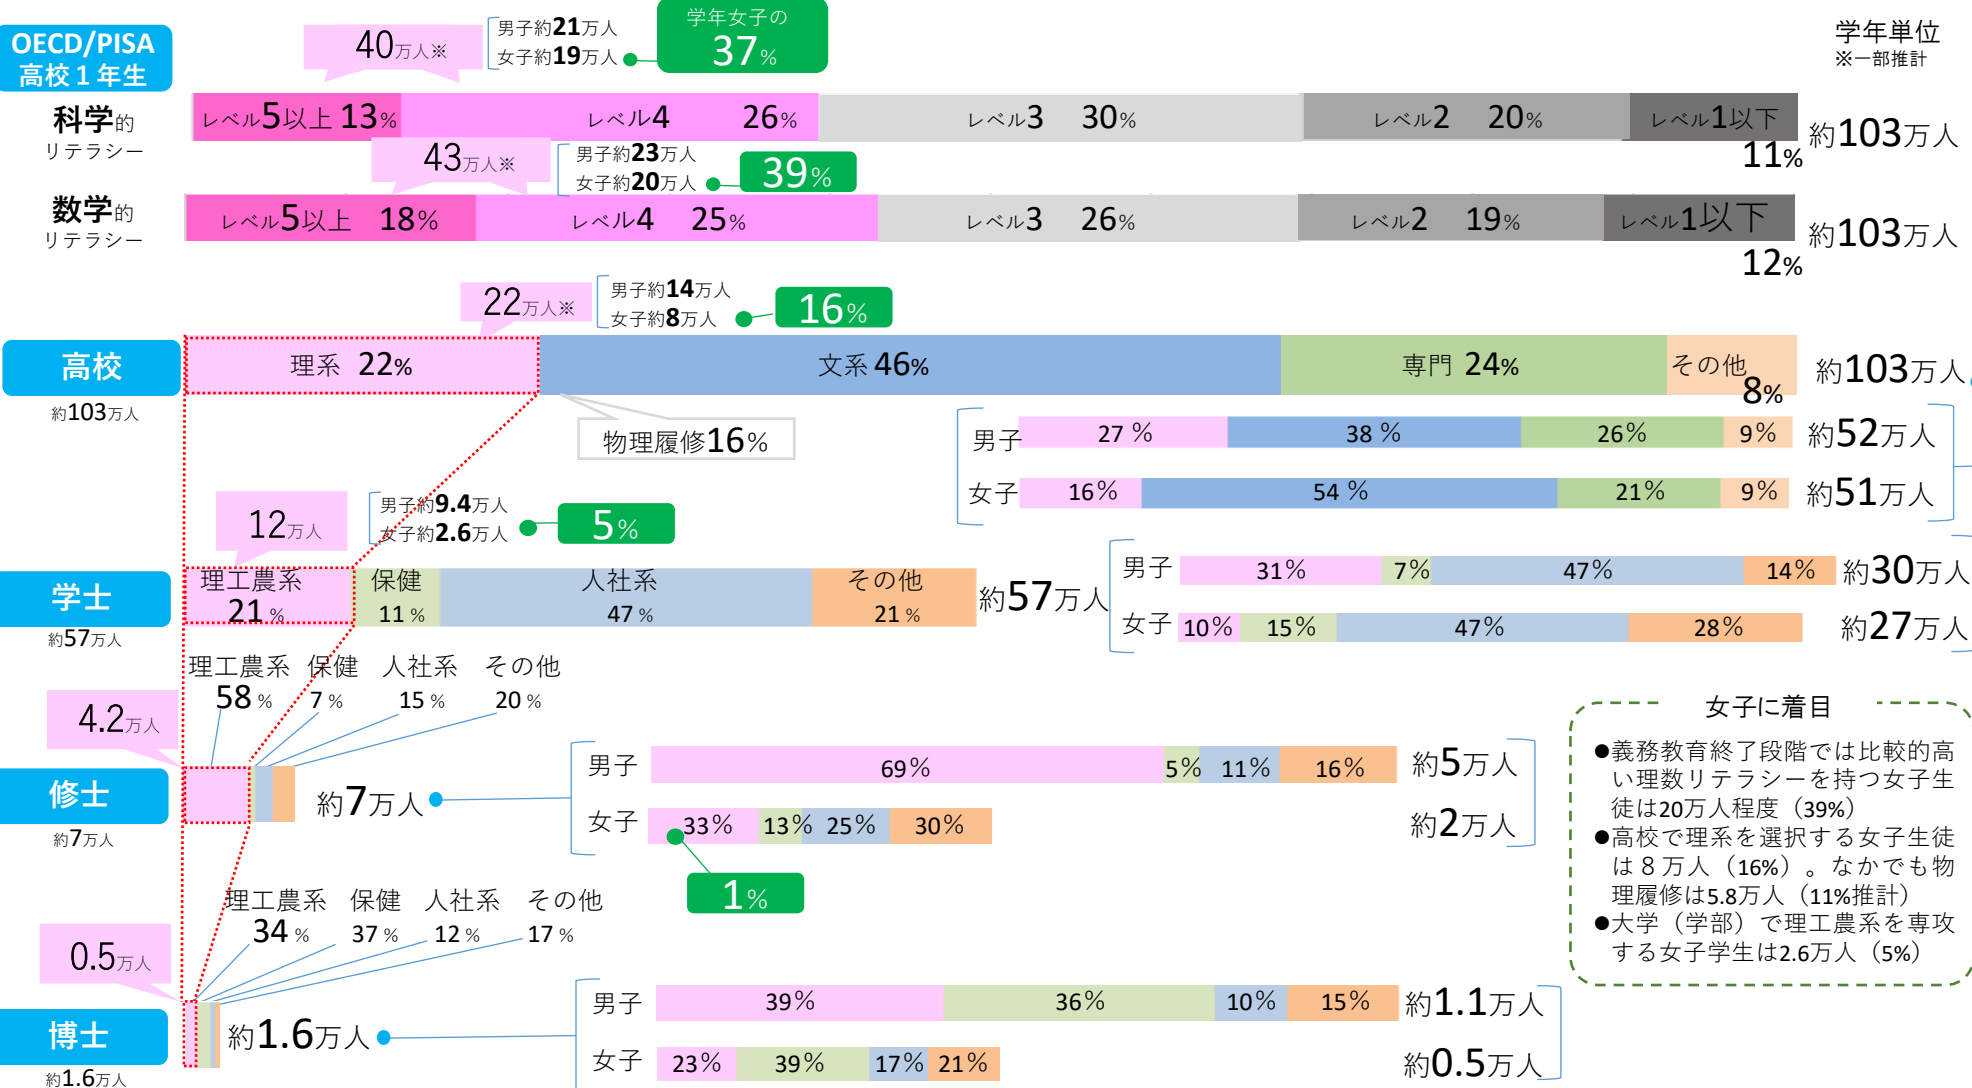 OECD/PISA
高校１年生
40万人※
男子約21万人
女子約19万人
学年女子の
37%
学年単位
※一部推計
科学的
リテラシー
レベル5以上 13%
レベル4 26%
レベル3 30%
レベル2 20%
レベル1以下
11%
約103万人
43万人※
男子約23万人
女子約20万人
39%
数学的
リテラシー
レベル5以上 18%
レベル4 25%
レベル3 26%
レベル2 19%
レベル1以下
12%
約103万人
22万人※
男子約14万人
女子約8万人
16%
高校
約103万人
理系 22%
文系 46%
専門 24%
その他
8%
約103万人
物理履修16%
男子
27 %
38 %
26%
9%
約52万人
女子
16%
54 %
21%
9%
約51万人
12万人
男子約9.4万人
女子約2.6万人
5%
学士
約57万人
理工農系
21%
保健
11 %
人社系
47 %
その他
21 %
約57万人
男子
31%
7%
47%
14%
約30万人
女子
10%
15%
47%
28%
約27万人
理工農系 保健 人社系 その他
58 % 7 % 15 % 20 %
4.2万人
修士
約7万人
約7万人
男子
69%
5%
11%
16%
約5万人
女子
33%
13%
25%
30%
約2万人
1%
理工農系 保健 人社系 その他
34 % 37 % 12 % 17 %
0.5万人
博士
約1.6万人
約1.6万人
男子
39%
36%
10%
15%
約1.1万人
女子
23%
39%
17%
21%
約0.5万人
女子に着目
●義務教育終了段階では比較的高
い理数リテラシーを持つ女子生
徒は20万人程度（39%）
●高校で理系を選択する女子生徒
は８万人（16%）。なかでも物
理履修は5.8万人（11%推計）
●大学（学部）で理工農系を専攻
する女子学生は2.6万人（5%）